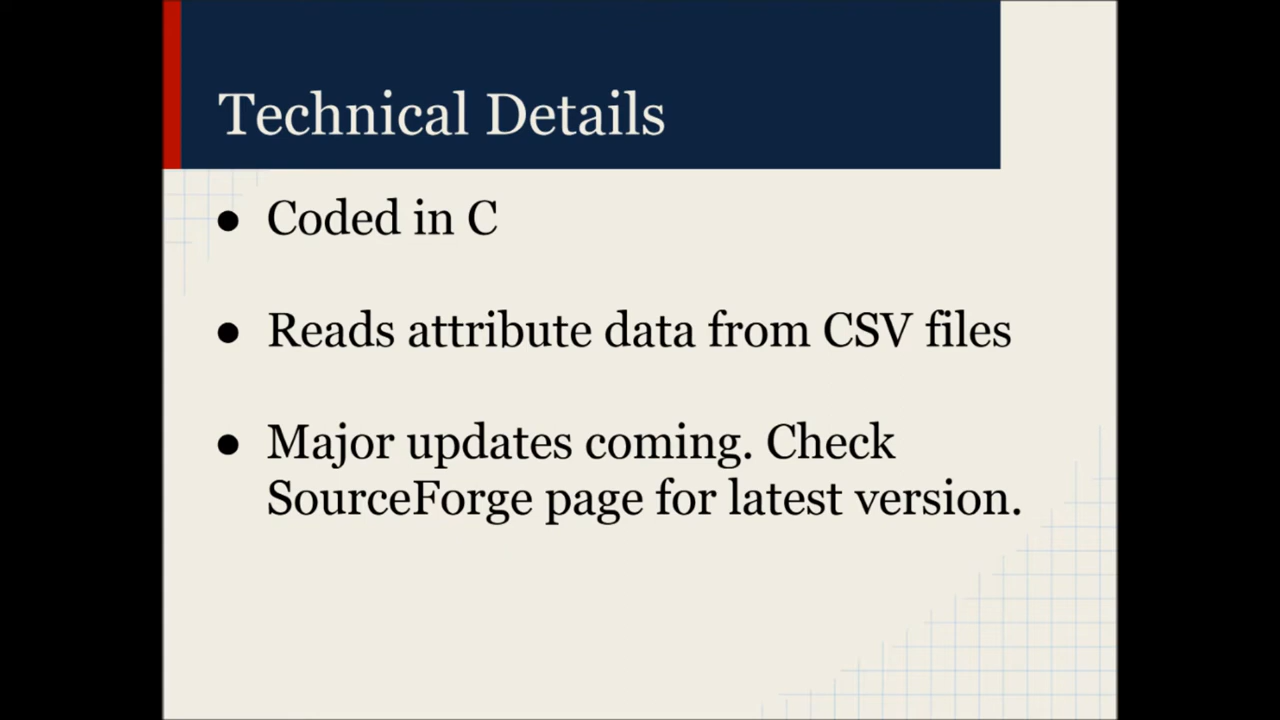 Technical Details
● Coded in C
● Reads attribute data from CSV files
● Major updates coming. Check
SourceForge page for latest version.